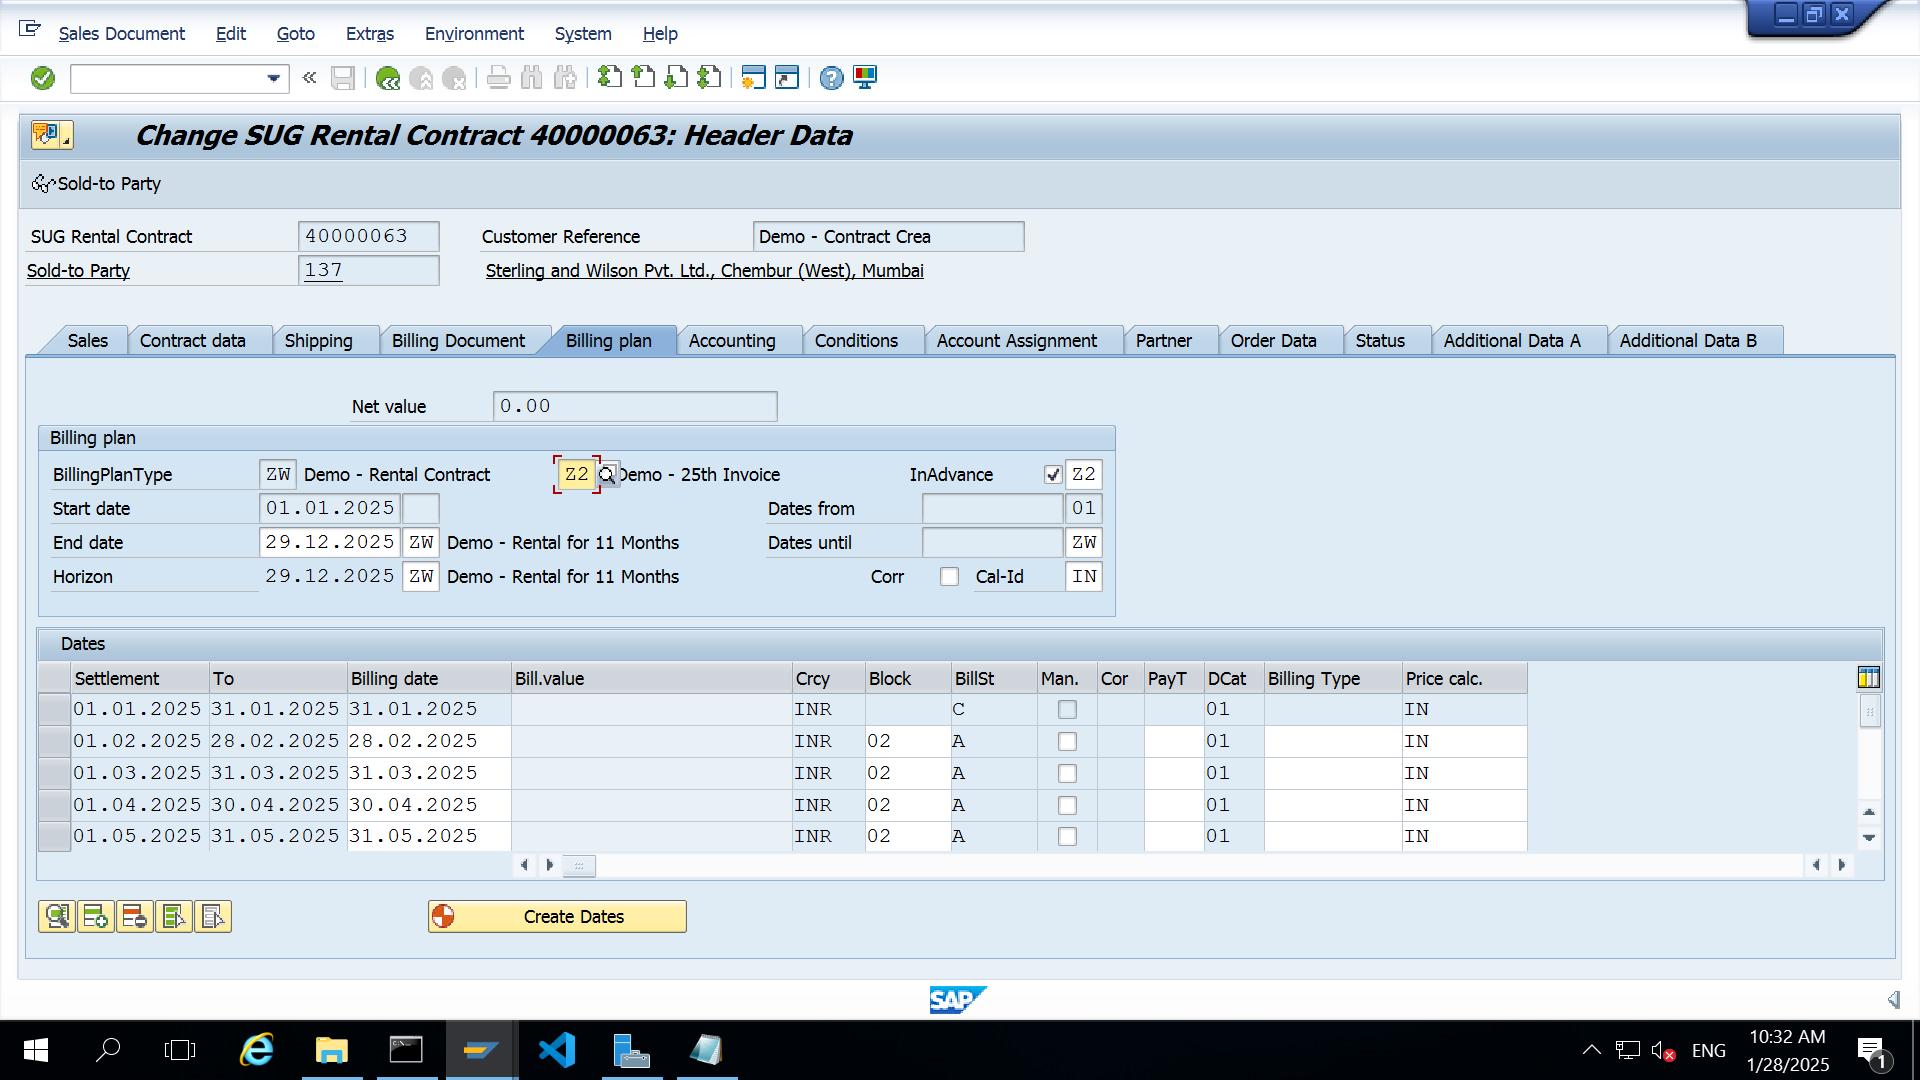 Sales Document Edit Goto Extras Environment System Help
Change SUG Rental Contract 40000063: Header Data
Sold-to Party
SUG Rental Contract 40000063 Customer Reference Demo - Contract Crea
Sold-to Party 137 Sterling and Wilson Pvt. Ltd., Chembur (West), Mumbai
Sales Contract data Shipping Billing Document Billing plan Accounting Conditions Account Assignment Partner Order Data Status Additional Data A Additional Data B
Net value 0.00
Billing plan
BillingPlanType ZW Demo - Rental Contract Z2 Demo - 25th Invoice InAdvance Z2
Start date 01.01.2025 Dates from 01
End date 29.12.2025 ZW Demo - Rental for 11 Months Dates until ZW
Horizon 29.12.2025 ZW Demo - Rental for 11 Months Corr Cal-Id IN
Dates
Settlement To Billing date Bill.value Crcy Block BillSt Man. Cor PayT DCat Billing Type Price calc.
01.01.2025 31.01.2025 31.01.2025 INR C 01 IN
01.02.2025 28.02.2025 28.02.2025 INR 02 A 01 IN
01.03.2025 31.03.2025 31.03.2025 INR 02 A 01 IN
01.04.2025 30.04.2025 30.04.2025 INR 02 A 01 IN
01.05.2025 31.05.2025 31.05.2025 INR 02 A 01 IN
Create Dates
SAP
ENG 10:32 AM 1
1/28/2025